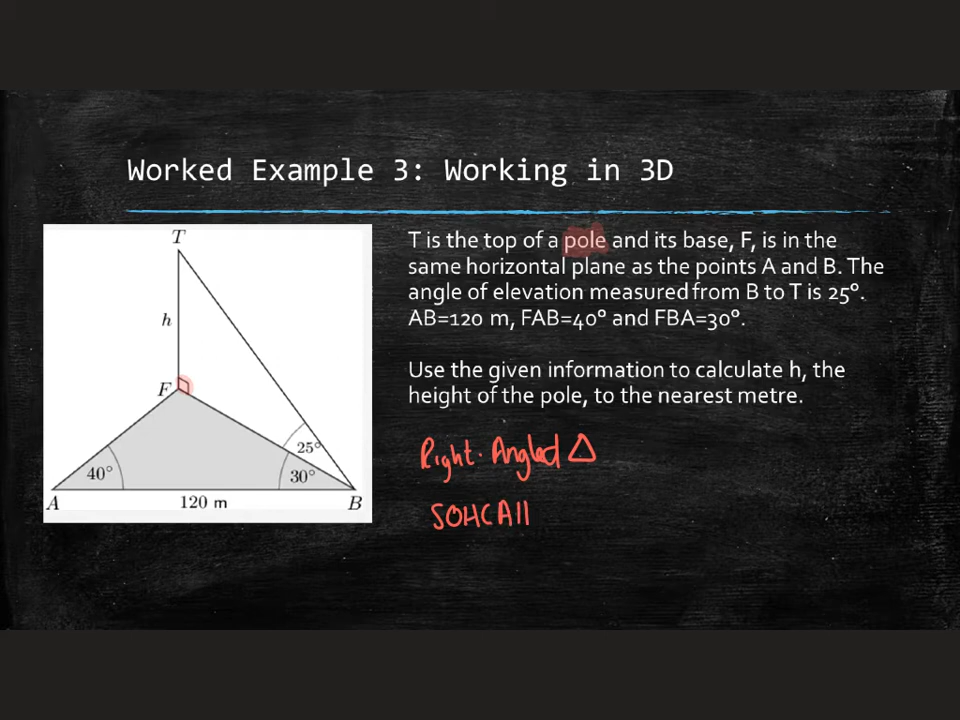 Worked Example 3: Working in 3D
T
h
F
25°
40°
30°
A
120 m
B
T is the top of a pole and its base, F, is in the
same horizontal plane as the points A and B. The
angle of elevation measured from B to T is 25°.
AB=120 m, FAB=40° and FBA=30°.
Use the given information to calculate h, the
height of the pole, to the nearest metre.
Right-Angled Δ
SOHCAH